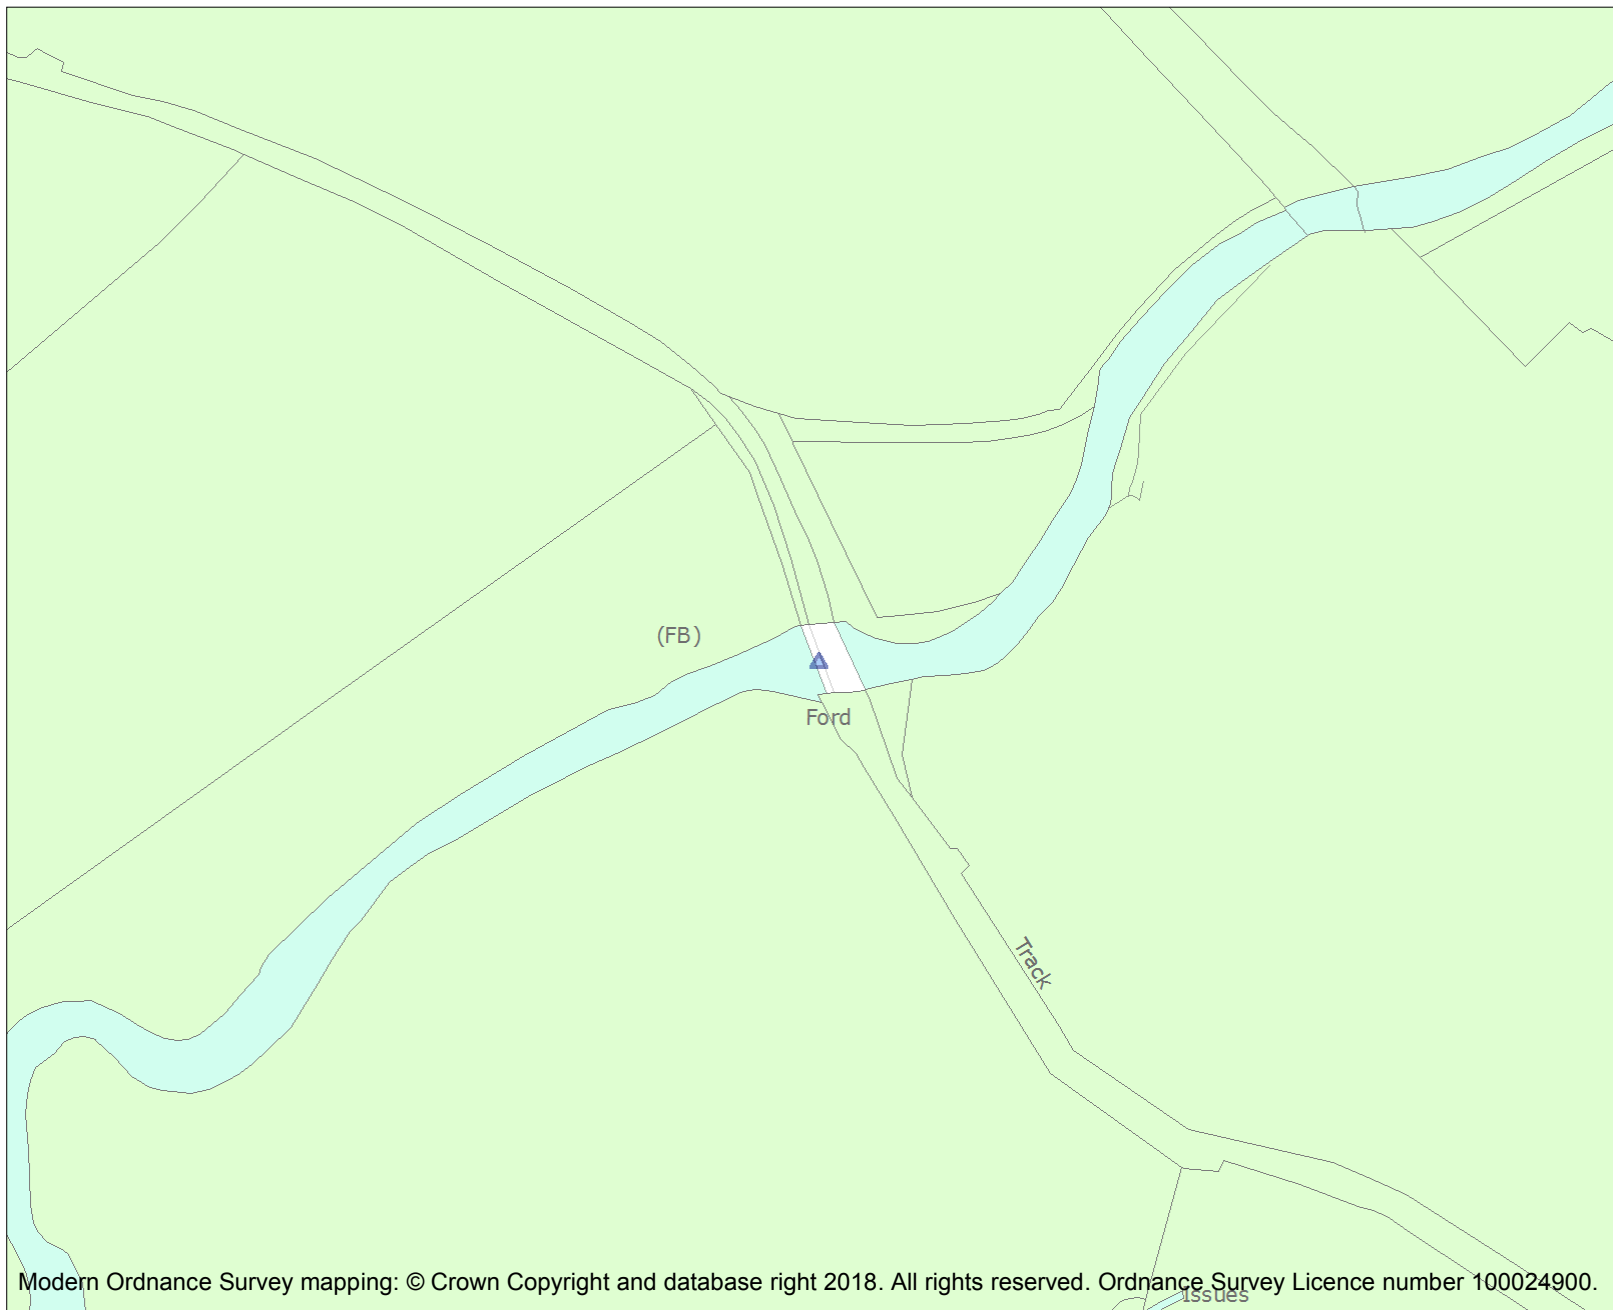 (FB)
Ford
Track
Modern Ordnance Survey mapping: © Crown Copyright and database right 2018. All rights reserved. Ordnance Survey Licence number 100024900.
Issues